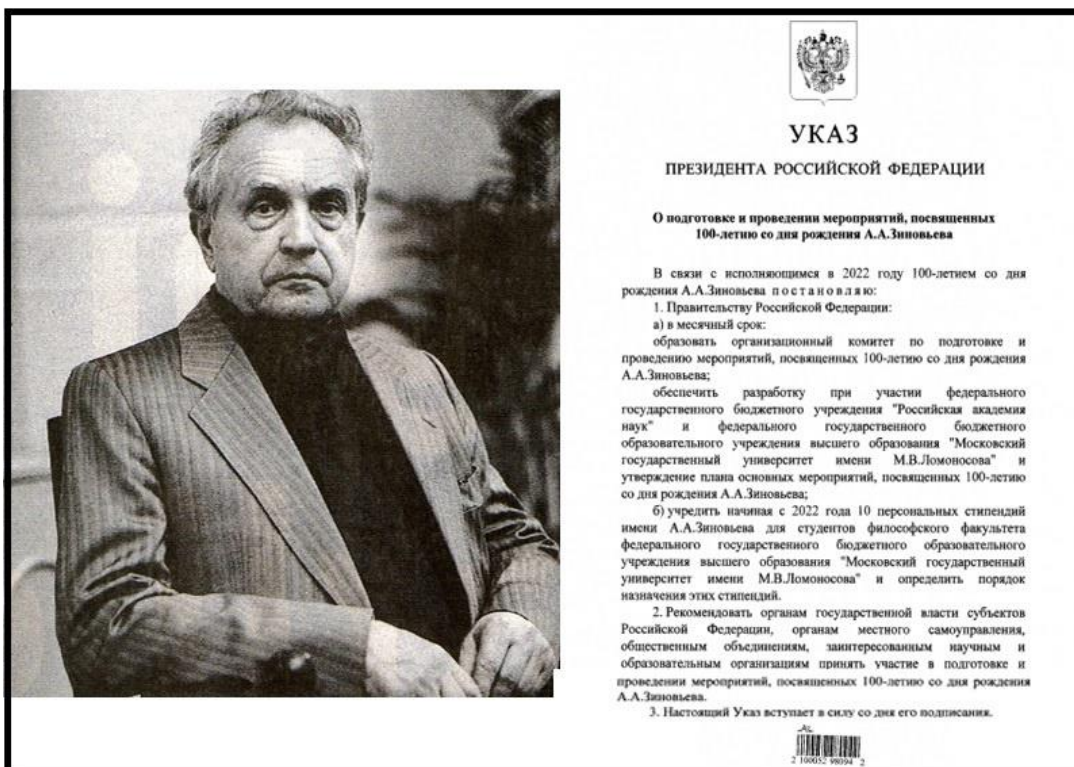 УКАЗ
ПРЕЗИДЕНТА РОССИЙСКОЙ ФЕДЕРАЦИИ
О подготовке и проведении мероприятий, посвященных
100-летию со дня рождения А.А.Зиновьева
В связи с исполняющимся в 2022 году 100-летием со дня
рождения А.А.Зиновьева п о с т а н о в л я ю:
1. Правительству Российской Федерации:
а) в месячный срок:
образовать организационный комитет по подготовке и
проведению мероприятий, посвященных 100-летию со дня рождения
А.А.Зиновьева;
обеспечить разработку при участии федерального
государственного бюджетного учреждения "Российская академия
наук" и федерального государственного бюджетного
образовательного учреждения высшего образования "Московский
государственный университет имени М.В.Ломоносова" и
утверждение плана основных мероприятий, посвященных 100-летию
со дня рождения А.А.Зиновьева;
б) учредить начиная с 2022 года 10 персональных стипендий
имени А.А.Зиновьева для студентов философского факультета
федерального государственного бюджетного образовательного
учреждения высшего образования "Московский государственный
университет имени М.В.Ломоносова" и определить порядок
назначения этих стипендий.
2. Рекомендовать органам государственной власти субъектов
Российской Федерации, органам местного самоуправления,
общественным объединениям, заинтересованным научным и
образовательным организациям принять участие в подготовке и
проведении мероприятий, посвященных 100-летию со дня рождения
А.А.Зиновьева.
3. Настоящий Указ вступает в силу со дня его подписания.
2 100052 98094 2